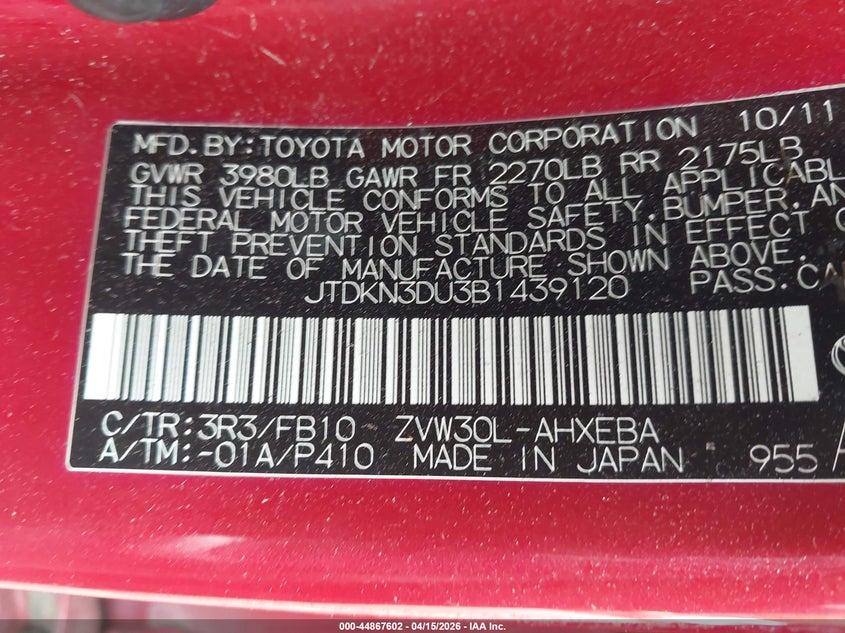 MFD. BY: TOYOTA MOTOR CORPORATION 10/11
GVWR 3980LB GAWR FR 2270LB RR 2175LB
THIS VEHICLE CONFORMS TO ALL APPLICABL
FEDERAL MOTOR VEHICLE SAFETY, BUMPER, AN
THEFT PREVENTION STANDARDS IN EFFECT
THE DATE OF MANUFACTURE SHOWN ABOVE.
JTDKN3DU3B1439120 PASS. CA
C/TR: 3R3/FB10 ZVW30L-AHXEBA
A/TM: -01A/P410 MADE IN JAPAN 955
000-44867602 - 04/15/2026 - IAA Inc.